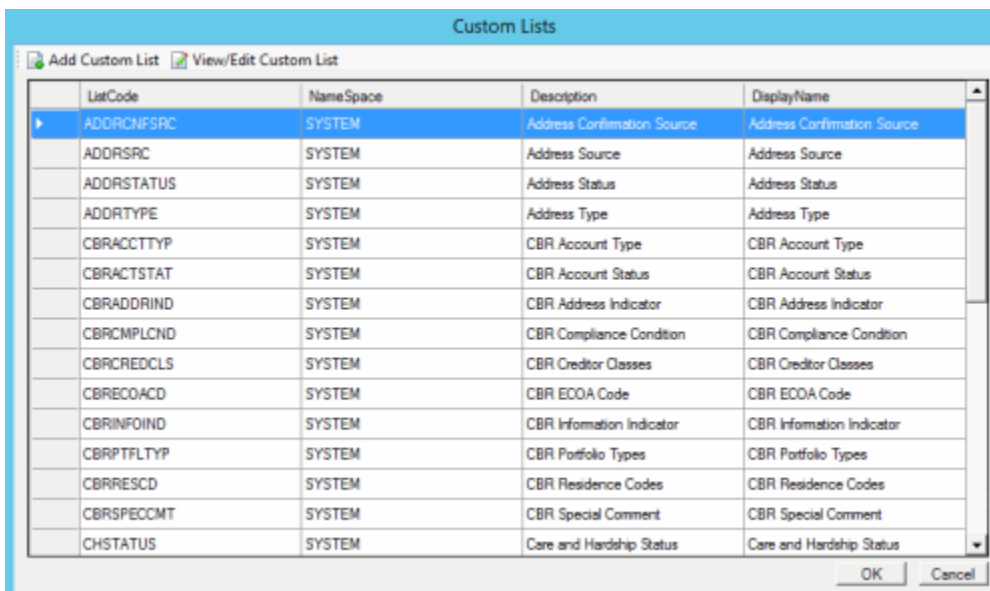 Custom Lists
Add Custom List View/Edit Custom List
ListCode NameSpace Description DisplayName
ADDRCNFSRC SYSTEM Address Confirmation Source Address Confirmation Source
ADDRSRC SYSTEM Address Source Address Source
ADDRSTATUS SYSTEM Address Status Address Status
ADDRTYPE SYSTEM Address Type Address Type
CBRACCTTYP SYSTEM CBR Account Type CBR Account Type
CBRACTSTAT SYSTEM CBR Account Status CBR Account Status
CBRADDRIND SYSTEM CBR Address Indicator CBR Address Indicator
CBRCMPLCND SYSTEM CBR Compliance Condition CBR Compliance Condition
CBRCREDCLS SYSTEM CBR Creditor Classes CBR Creditor Classes
CBRECOACD SYSTEM CBR ECOA Code CBR ECOA Code
CBRINFOIND SYSTEM CBR Information Indicator CBR Information Indicator
CBRPTFLTYP SYSTEM CBR Portfolio Types CBR Portfolio Types
CBRRESCD SYSTEM CBR Residence Codes CBR Residence Codes
CBRSPECCMT SYSTEM CBR Special Comment CBR Special Comment
CHSTATUS SYSTEM Care and Hardship Status Care and Hardship Status
OK Cancel